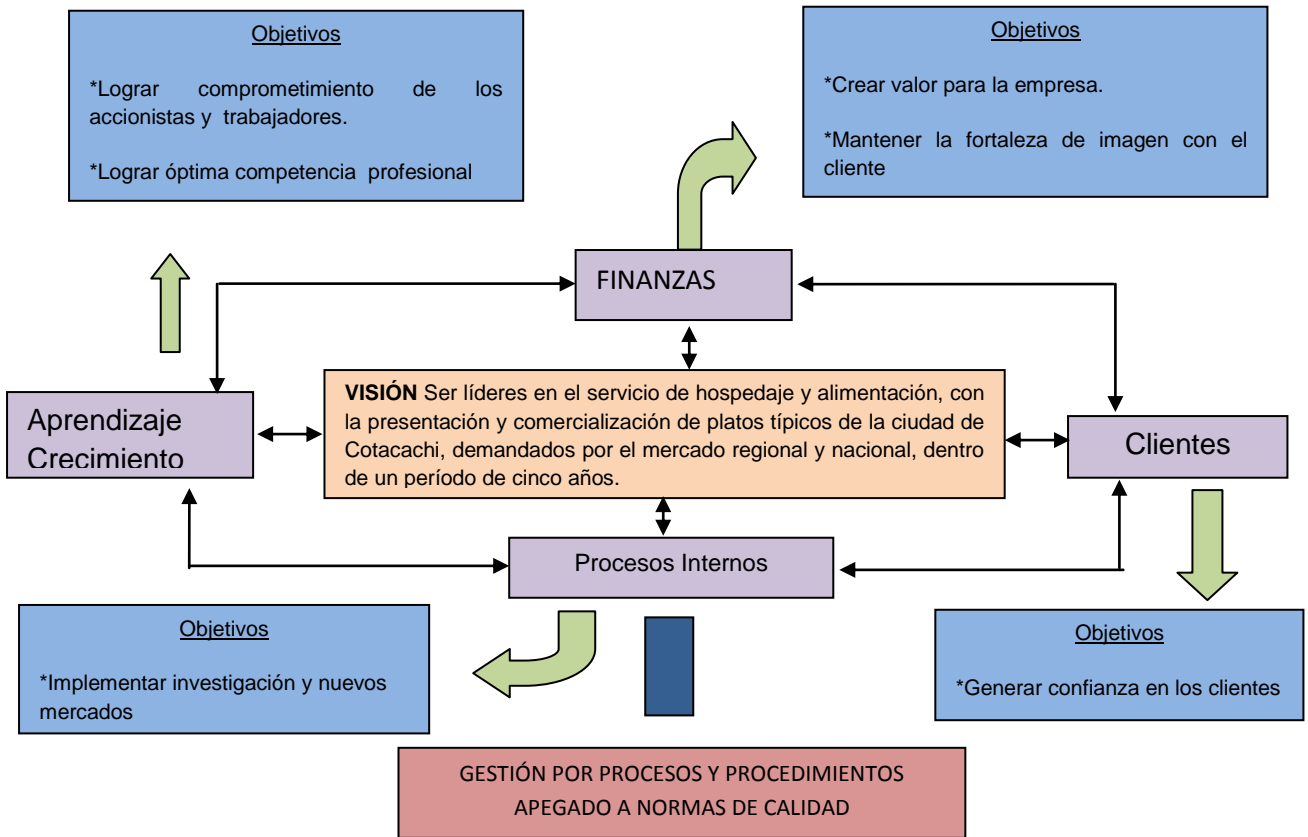 Objetivos
*Lograr comprometimiento de los
accionistas y trabajadores.
*Lograr óptima competencia profesional
Objetivos
*Crear valor para la empresa.
*Mantener la fortaleza de imagen con el
cliente
FINANZAS
Aprendizaje
Crecimiento
VISIÓN Ser líderes en el servicio de hospedaje y alimentación, con
la presentación y comercialización de platos típicos de la ciudad de
Cotacachi, demandados por el mercado regional y nacional, dentro
de un período de cinco años.
Clientes
Procesos Internos
Objetivos
*Implementar investigación y nuevos
mercados
Objetivos
*Generar confianza en los clientes
GESTIÓN POR PROCESOS Y PROCEDIMIENTOS
APEGADO A NORMAS DE CALIDAD